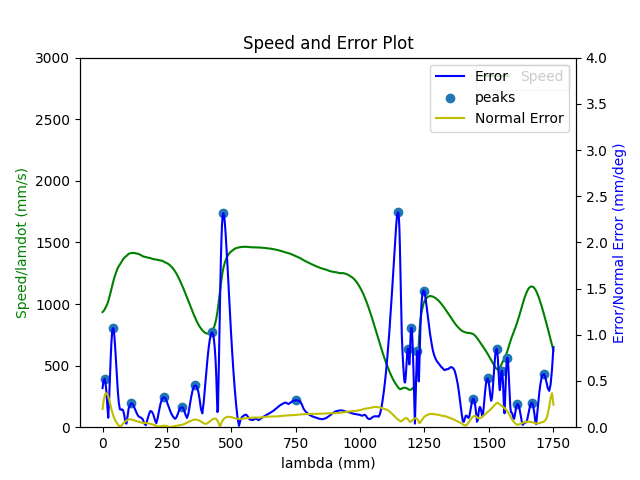 Speed and Error Plot
3000
2500
2000
1500
1000
500
0
Speed/lamdot (mm/s)
4.0
3.5
3.0
2.5
2.0
1.5
1.0
0.5
0.0
Error/Normal Error (mm/deg)
Error
Speed
peaks
Normal Error
0 250 500 750 1000 1250 1500 1750
lambda (mm)